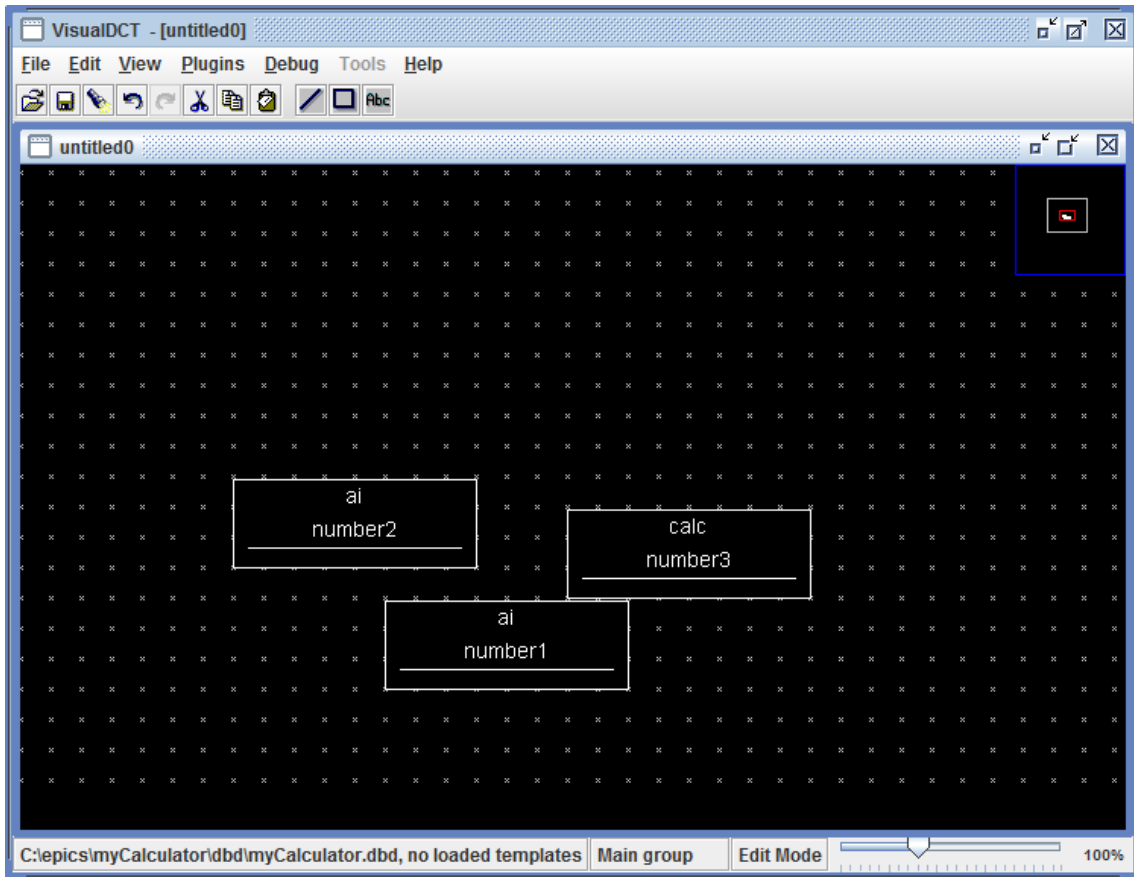 VisualDCT - [untitled0]
File Edit View Plugins Debug Tools Help
Abc
untitled0
ai
number2
calc
number3
ai
number1
C:\epics\myCalculator\dbd\myCalculator.dbd, no loaded templates Main group Edit Mode 100%